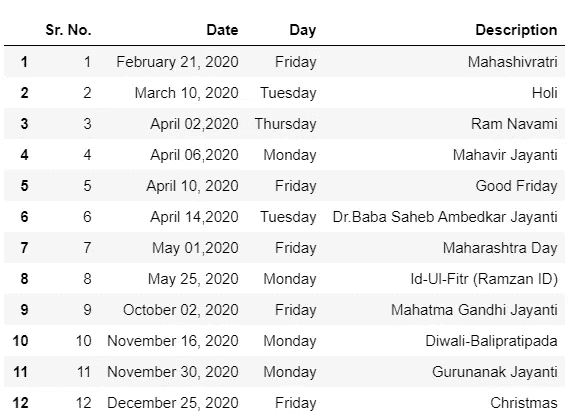 Sr. No. Date Day Description
1 1 February 21, 2020 Friday Mahashivratri
2 2 March 10, 2020 Tuesday Holi
3 3 April 02,2020 Thursday Ram Navami
4 4 April 06,2020 Monday Mahavir Jayanti
5 5 April 10, 2020 Friday Good Friday
6 6 April 14,2020 Tuesday Dr.Baba Saheb Ambedkar Jayanti
7 7 May 01,2020 Friday Maharashtra Day
8 8 May 25, 2020 Monday Id-Ul-Fitr (Ramzan ID)
9 9 October 02, 2020 Friday Mahatma Gandhi Jayanti
10 10 November 16, 2020 Monday Diwali-Balipratipada
11 11 November 30, 2020 Monday Gurunanak Jayanti
12 12 December 25, 2020 Friday Christmas